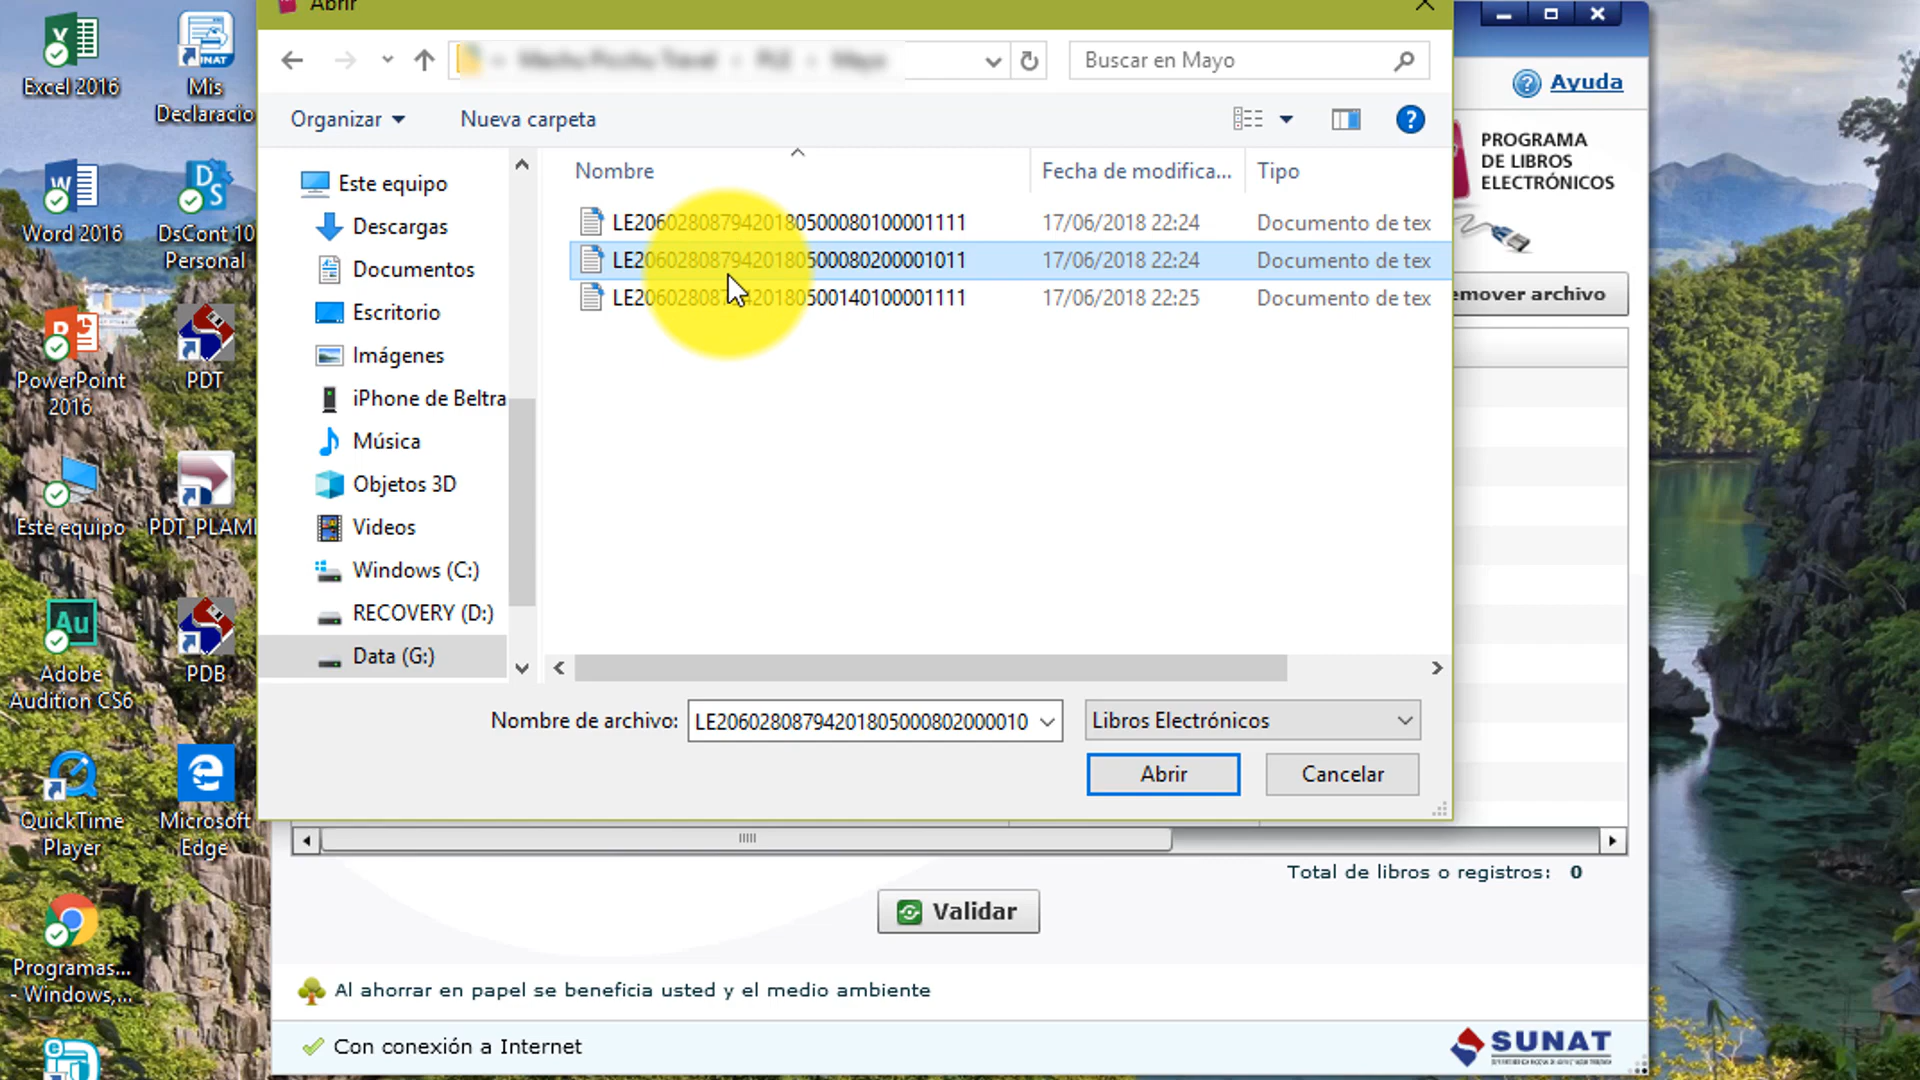 Abrir
Buscar en Mayo
Organizar
Nueva carpeta
Nombre
Fecha de modifica...
Tipo
Este equipo
Descargas
Documentos
Escritorio
Imágenes
iPhone de Beltra
Música
Objetos 3D
Videos
Windows (C:)
RECOVERY (D:)
Data (G:)
LE2060280879420180500080100001111 17/06/2018 22:24 Documento de tex
LE2060280879420180500080200001011 17/06/2018 22:24 Documento de tex
LE2060280879420180500140100001111 17/06/2018 22:25 Documento de tex
Nombre de archivo: LE20602808794201805000802000010
Libros Electrónicos
Abrir
Cancelar
Ayuda
PROGRAMA
DE LIBROS
ELECTRÓNICOS
emover archivo
Total de libros o registros: 0
Validar
Al ahorrar en papel se beneficia usted y el medio ambiente
Con conexión a Internet
SUNAT
Excel 2016
Mis
Declaracio
Word 2016
DsCont 10
Personal
PowerPoint
2016
PDT
Este equipo
PDT_PLAME
Adobe
Audition CS6
PDB
QuickTime
Player
Microsoft
Edge
Programas...
- Windows,...